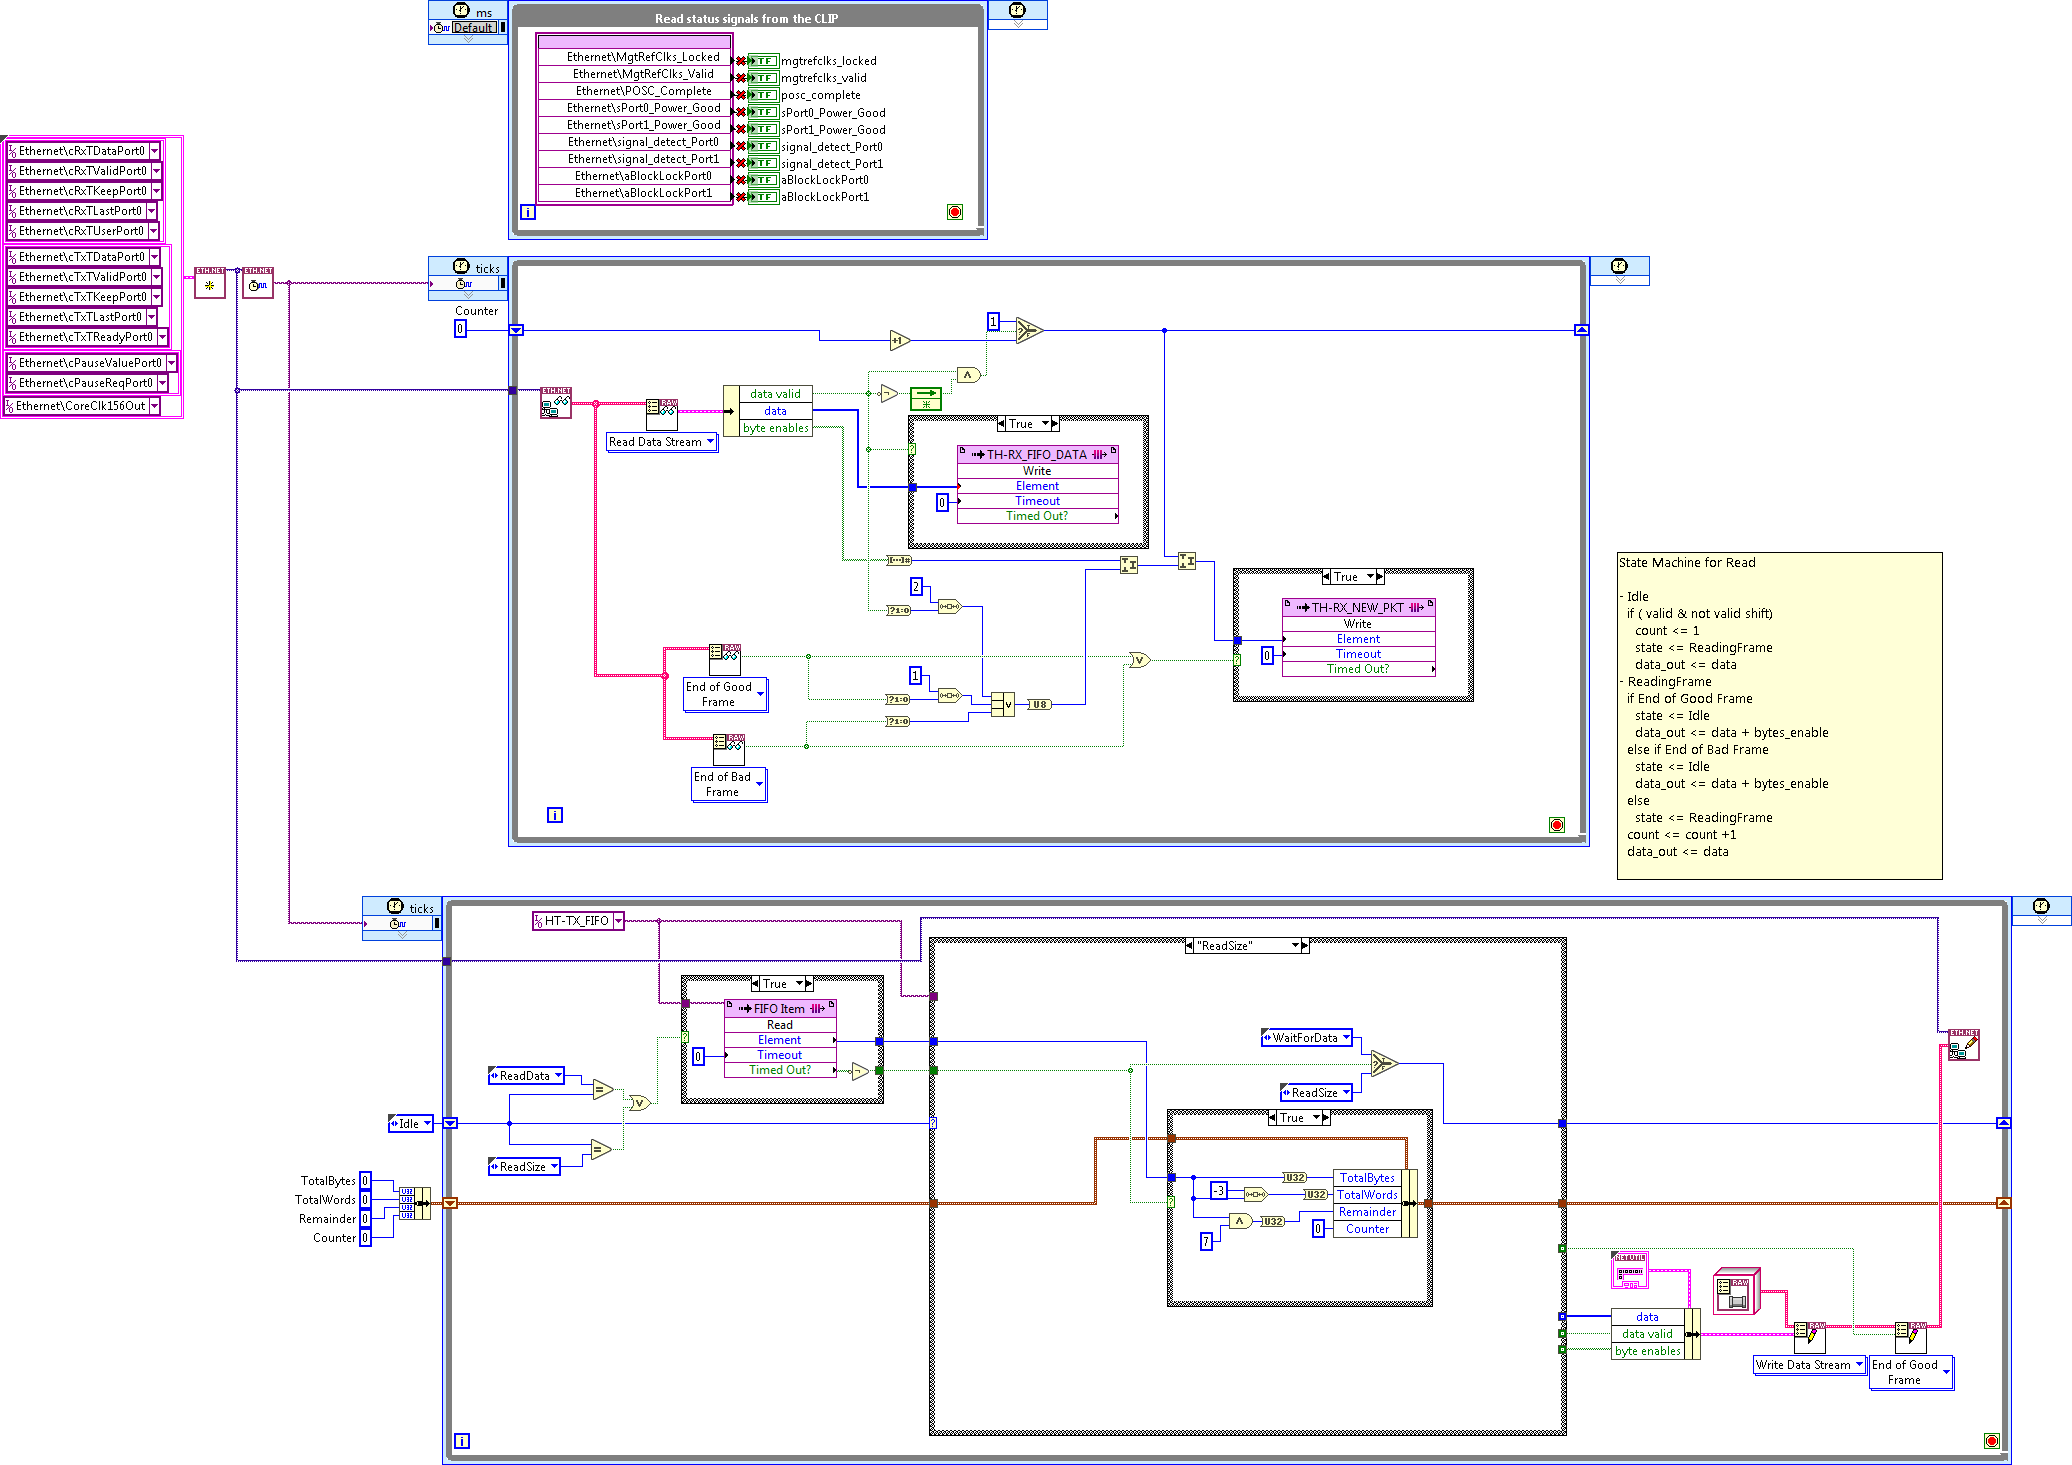 ms
Default
Read status signals from the CLIP
Ethernet\MgtRefClks_Locked
mgtrefclks_locked
Ethernet\MgtRefClks_Valid
mgtrefclks_valid
Ethernet\POSC_Complete
posc_complete
Ethernet\sPort0_Power_Good
sPort0_Power_Good
Ethernet\sPort1_Power_Good
sPort1_Power_Good
Ethernet\signal_detect_Port0
signal_detect_Port0
Ethernet\signal_detect_Port1
signal_detect_Port1
Ethernet\aBlockLockPort0
aBlockLockPort0
Ethernet\aBlockLockPort1
aBlockLockPort1
TF
TF
TF
TF
TF
TF
TF
TF
TF
i
Ethernet\cRxTDataPort0
Ethernet\cRxTValidPort0
Ethernet\cRxTKeepPort0
Ethernet\cRxTLastPort0
Ethernet\cRxTUserPort0
Ethernet\cTxTDataPort0
Ethernet\cTxTValidPort0
Ethernet\cTxTKeepPort0
Ethernet\cTxTLastPort0
Ethernet\cTxTReadyPort0
Ethernet\cPauseValuePort0
Ethernet\cPauseReqPort0
Ethernet\CoreClk156Out
ETH.NET
ETH.NET
ticks
Counter
0
+1
1
ETH.NET
RAW
Read Data Stream
data valid
data
byte enables
True
TH-RX_FIFO_DATA
Write
Element
Timeout
Timed Out?
0
[...]#
2
?1:0
True
TH-RX_NEW_PKT
Write
Element
Timeout
Timed Out?
0
RAW
End of Good
Frame
1
?1:0
?1:0
U8
RAW
End of Bad
Frame
i
State Machine for Read
- Idle
if ( valid & not valid shift)
count <= 1
state <= ReadingFrame
data_out <= data
- ReadingFrame
if End of Good Frame
state <= Idle
data_out <= data + bytes_enable
else if End of Bad Frame
state <= Idle
data_out <= data + bytes_enable
else
state <= ReadingFrame
count <= count +1
data_out <= data
ticks
HT-TX_FIFO
True
FIFO Item
Read
Element
Timeout
Timed Out?
0
ReadData
Idle
ReadSize
TotalBytes 0
TotalWords 0
Remainder 0
Counter 0
U32
U32
U32
U32
"ReadSize"
WaitForData
ReadSize
True
U32
TotalBytes
-3
U32
TotalWords
U32
Remainder
7
0
Counter
ETH.NET
NET UTIL
RAW
data
data valid
byte enables
RAW
Write Data Stream
RAW
End of Good
Frame
i